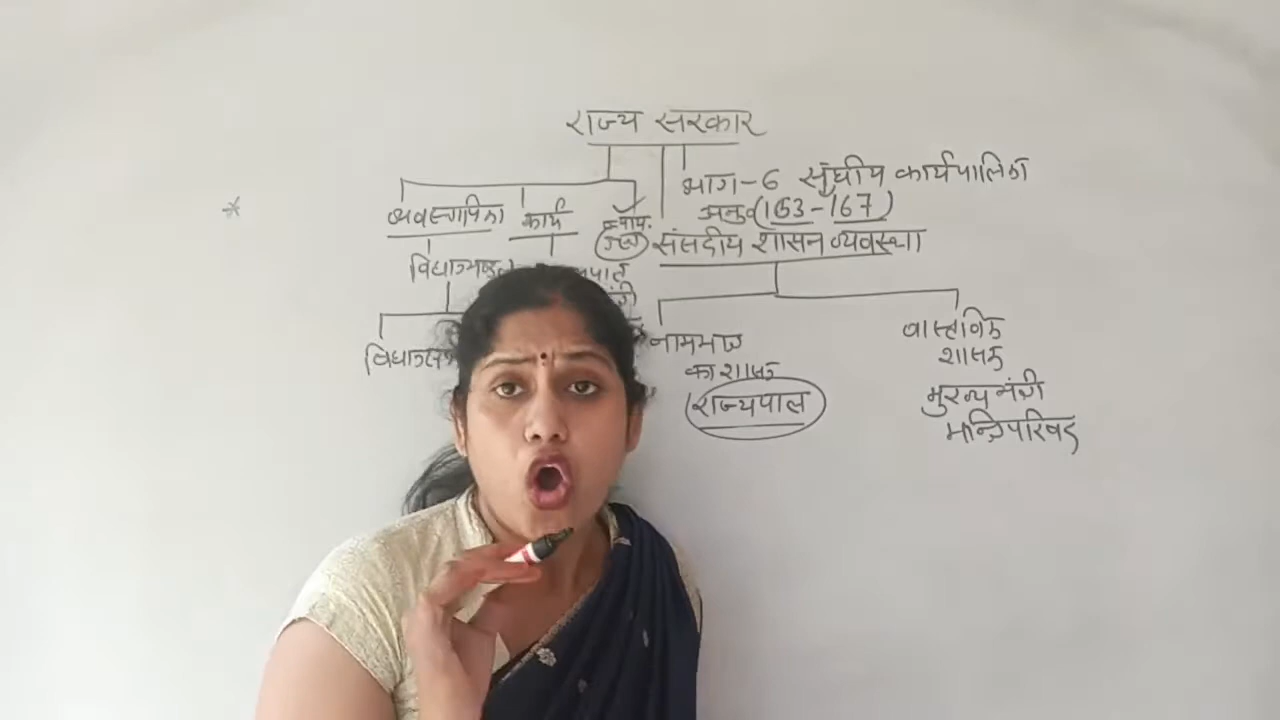 राज्य सरकार
भाग-6 संघीय कार्यपालिका
अनु० (153-167)
व्यवस्थापिका कार्य न्याय.
संसदीय शासन व्यवस्था
नाममात्र
का शासक
राज्यपाल
वास्तविक
शासक
मुख्यमंत्री
मन्त्रिपरिषद